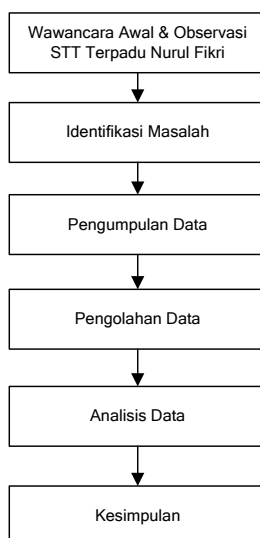 Wawancara Awal & Observasi
STT Terpadu Nurul Fikri
Identifikasi Masalah
Pengumpulan Data
Pengolahan Data
Analisis Data
Kesimpulan